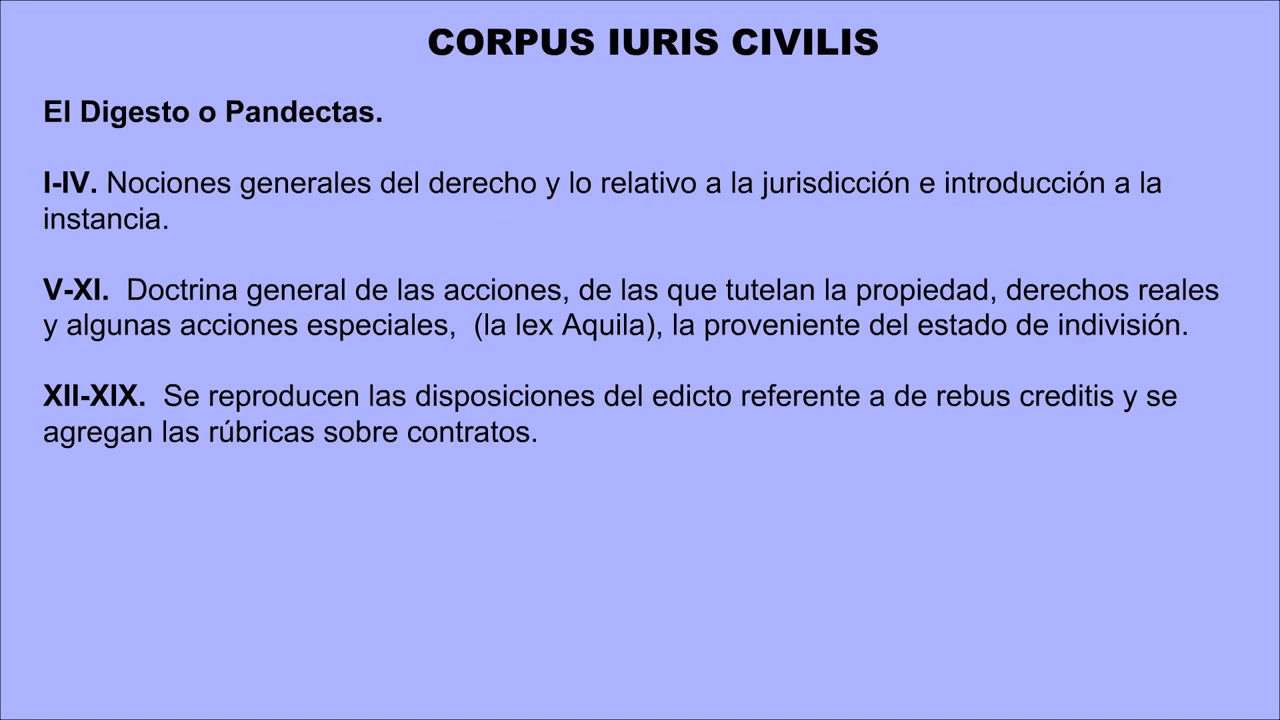 CORPUS IURIS CIVILIS
El Digesto o Pandectas.
I-IV. Nociones generales del derecho y lo relativo a la jurisdicción e introducción a la
instancia.
V-XI.  Doctrina general de las acciones, de las que tutelan la propiedad, derechos reales
y algunas acciones especiales,  (la lex Aquila), la proveniente del estado de indivisión.
XII-XIX.  Se reproducen las disposiciones del edicto referente a de rebus creditis y se
agregan las rúbricas sobre contratos.